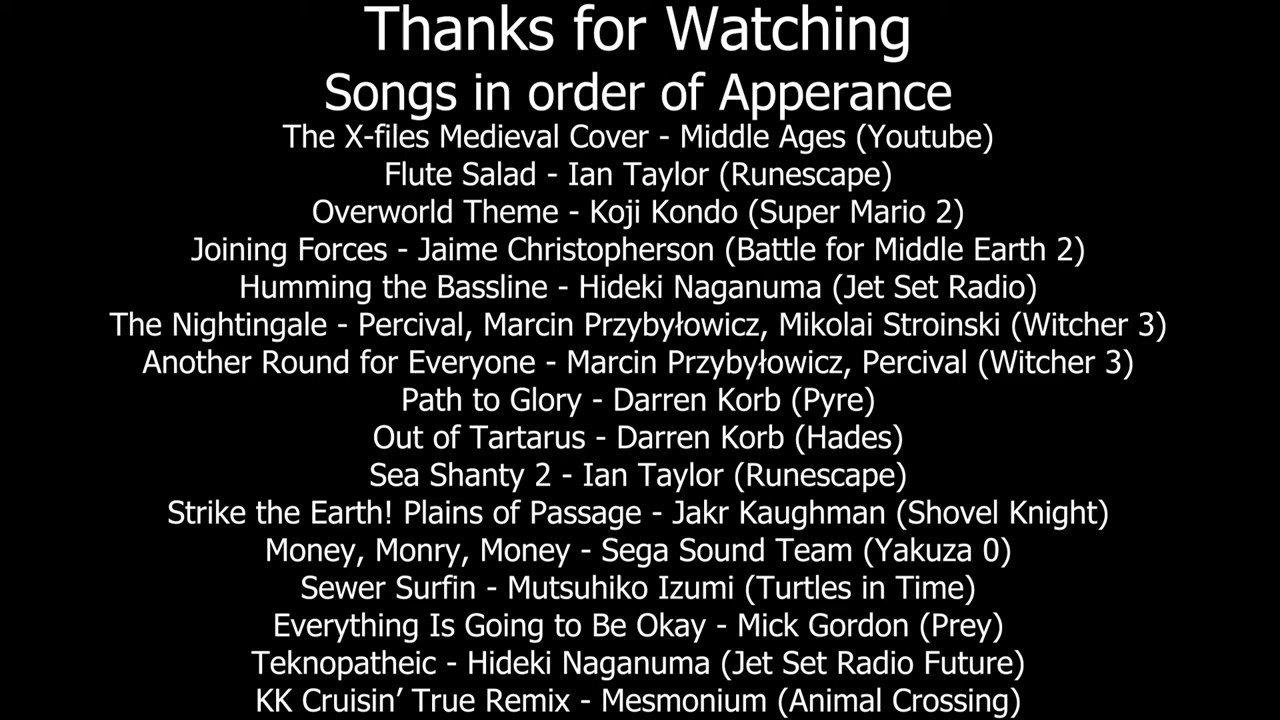 Thanks for Watching
Songs in order of Apperance
The X-files Medieval Cover - Middle Ages (Youtube)
Flute Salad - Ian Taylor (Runescape)
Overworld Theme - Koji Kondo (Super Mario 2)
Joining Forces - Jaime Christopherson (Battle for Middle Earth 2)
Humming the Bassline - Hideki Naganuma (Jet Set Radio)
The Nightingale - Percival, Marcin Przybyłowicz, Mikolai Stroinski (Witcher 3)
Another Round for Everyone - Marcin Przybyłowicz, Percival (Witcher 3)
Path to Glory - Darren Korb (Pyre)
Out of Tartarus - Darren Korb (Hades)
Sea Shanty 2 - Ian Taylor (Runescape)
Strike the Earth! Plains of Passage - Jakr Kaughman (Shovel Knight)
Money, Monry, Money - Sega Sound Team (Yakuza 0)
Sewer Surfin - Mutsuhiko Izumi (Turtles in Time)
Everything Is Going to Be Okay - Mick Gordon (Prey)
Teknopatheic - Hideki Naganuma (Jet Set Radio Future)
KK Cruisin’ True Remix - Mesmonium (Animal Crossing)